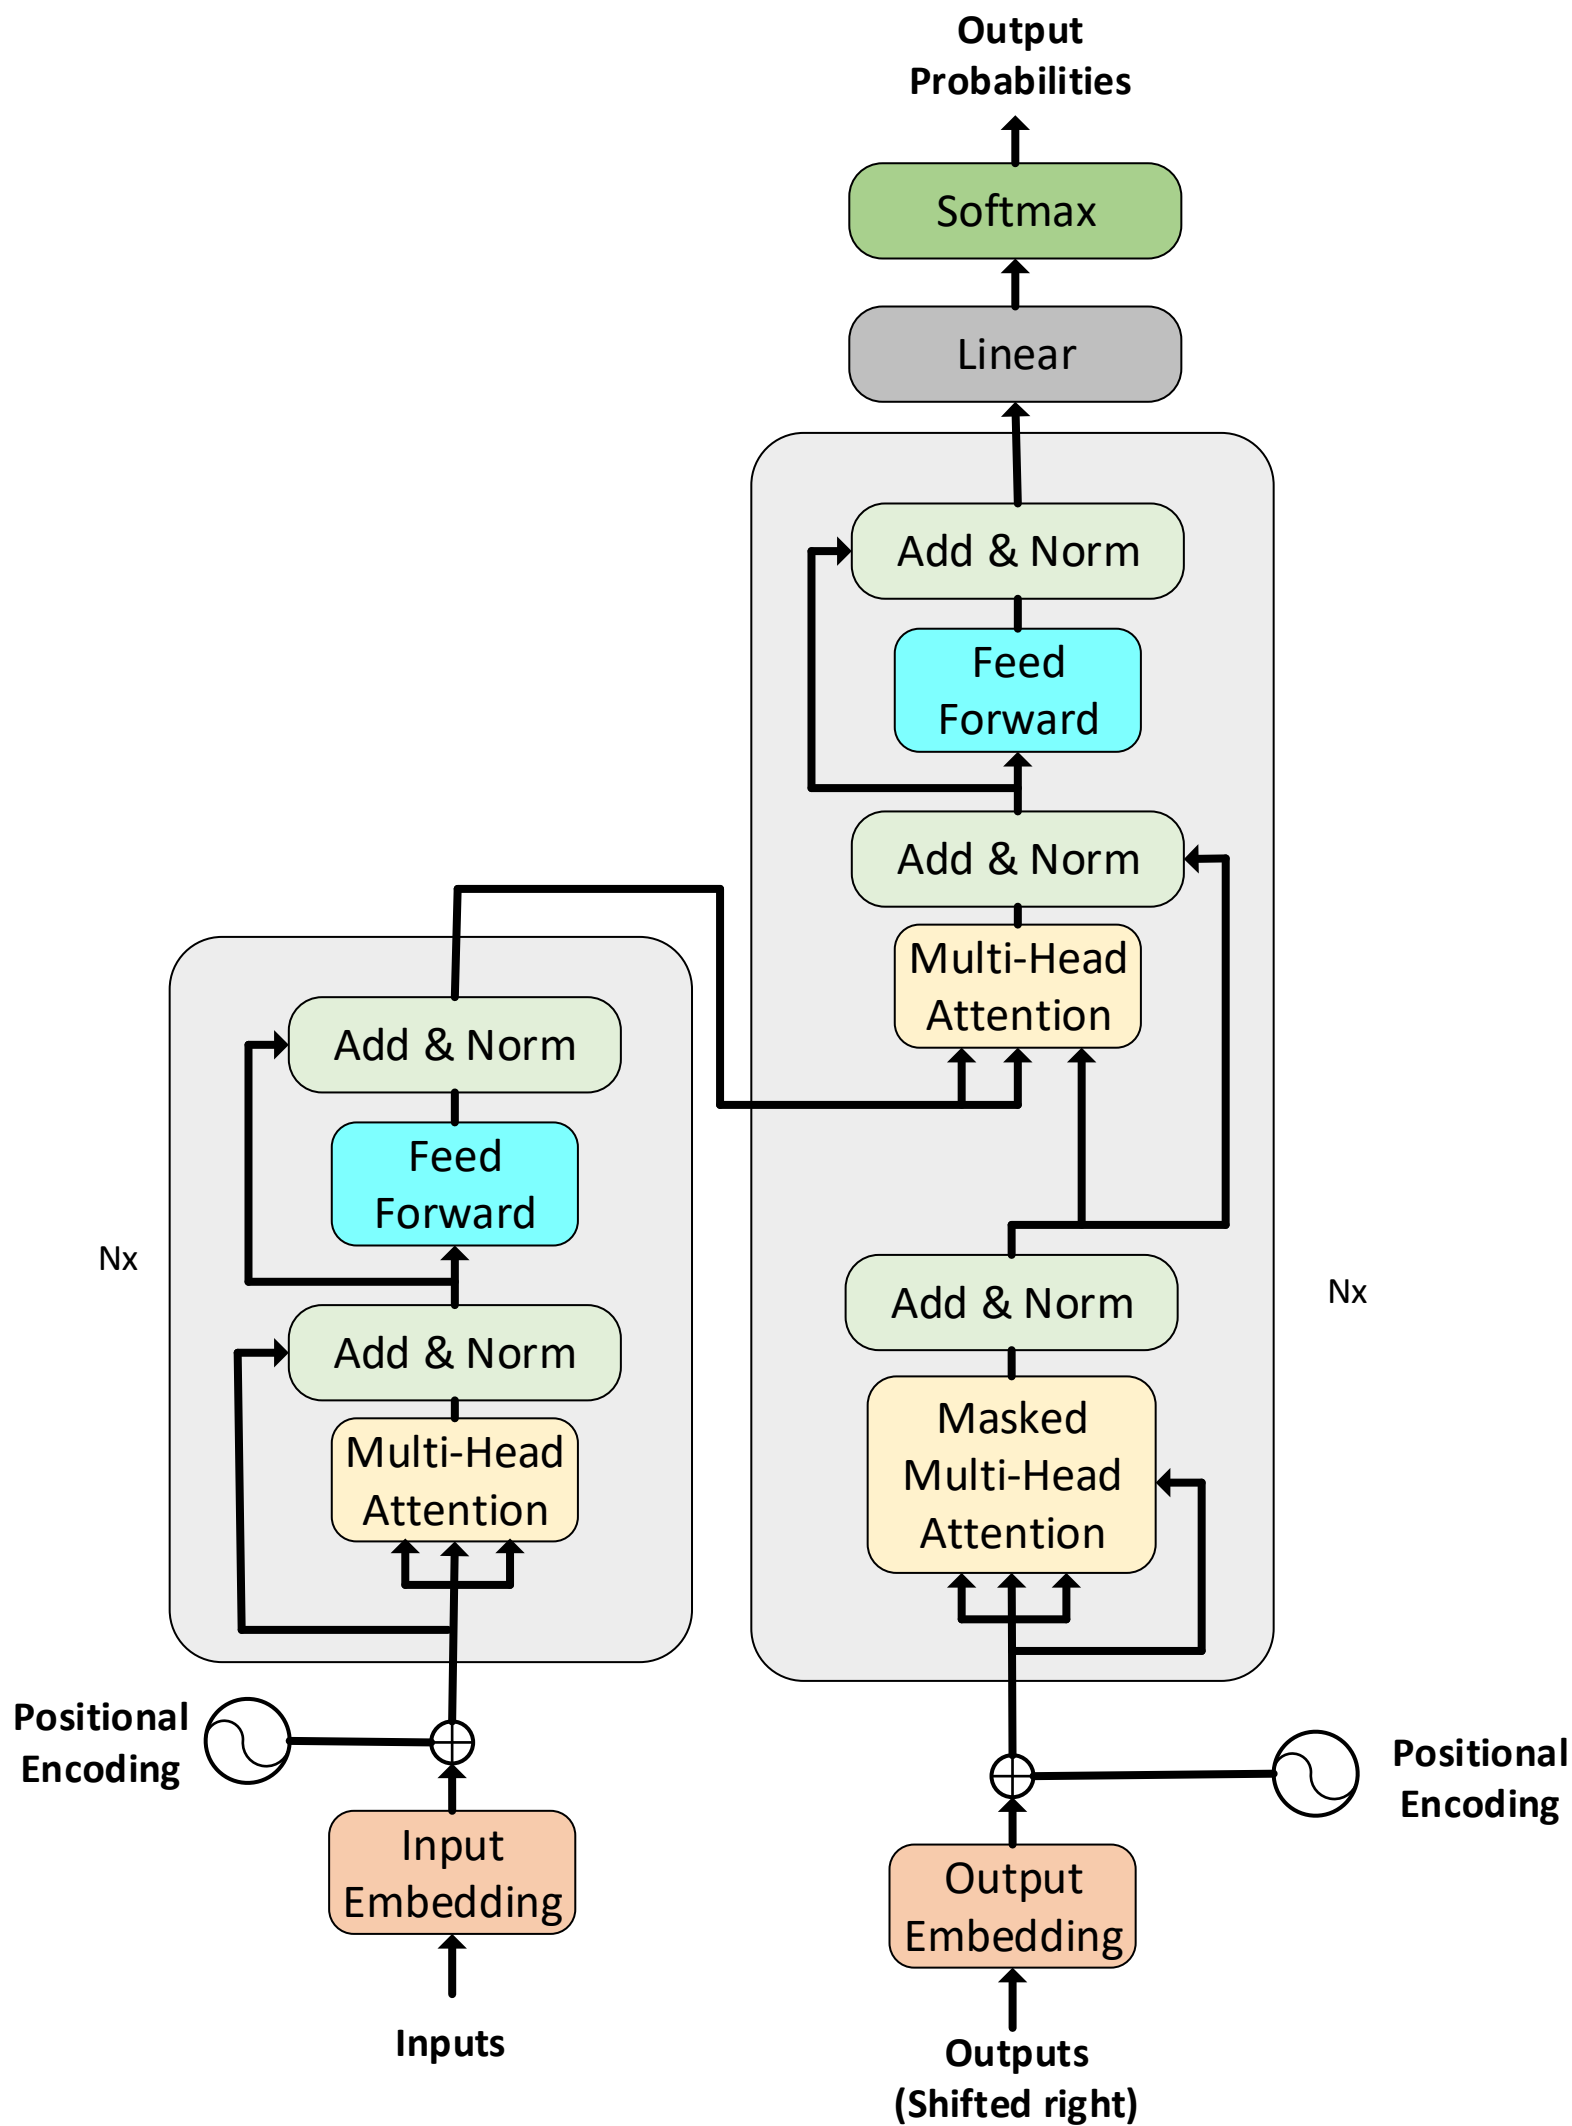 Output
Probabilities
Softmax
Linear
Add & Norm
Feed
Forward
Add & Norm
Multi-Head
Attention
Add & Norm
Masked
Multi-Head
Attention
Nx
Positional
Encoding
Output
Embedding
Outputs
(Shifted right)
Add & Norm
Feed
Forward
Nx
Add & Norm
Multi-Head
Attention
Positional
Encoding
Input
Embedding
Inputs